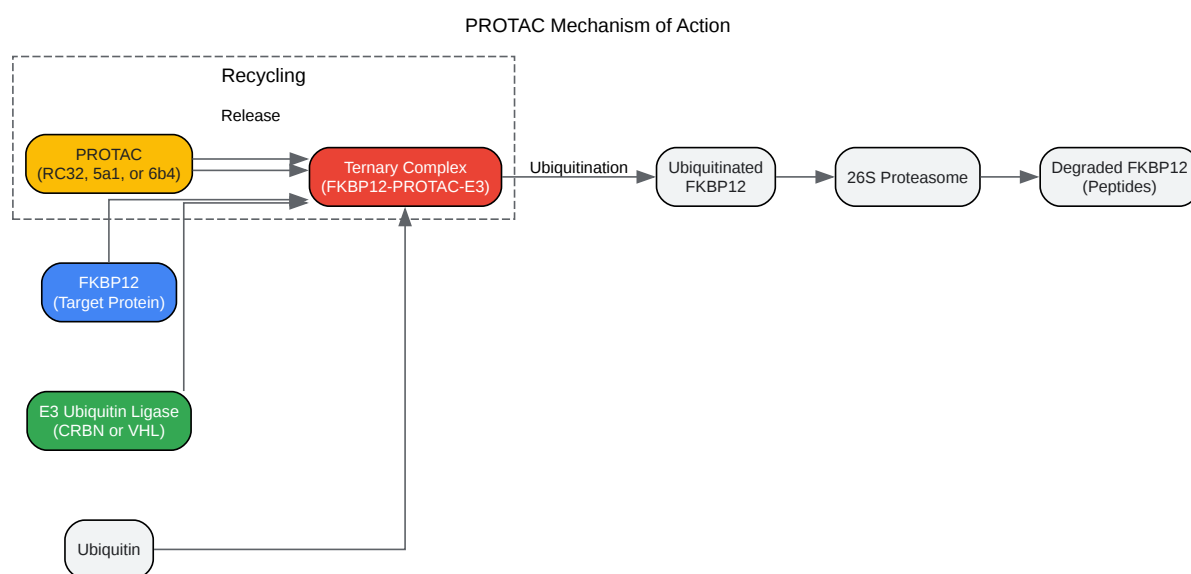 PROTAC Mechanism of Action
Recycling
Release
PROTAC
(RC32, 5a1, or 6b4)
Ternary Complex
(FKBP12-PROTAC-E3)
Ubiquitination
Ubiquitinated
FKBP12
26S Proteasome
Degraded FKBP12
(Peptides)
FKBP12
(Target Protein)
E3 Ubiquitin Ligase
(CRBN or VHL)
Ubiquitin